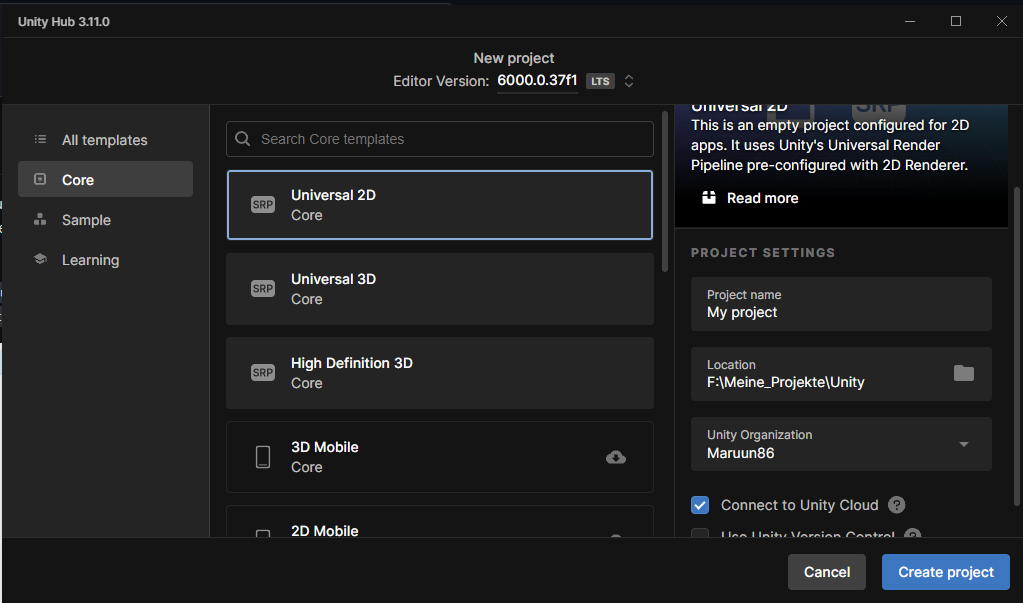 Unity Hub 3.11.0
New project
Editor Version: 6000.0.37f1 LTS
All templates
Core
Sample
Learning
Search Core templates
SRP
Universal 2D
Core
SRP
Universal 3D
Core
SRP
High Definition 3D
Core
3D Mobile
Core
2D Mobile
SRP
Universal 2D
This is an empty project configured for 2D
apps. It uses Unity's Universal Render
Pipeline pre-configured with 2D Renderer.
Read more
PROJECT SETTINGS
Project name
My project
Location
F:\Meine_Projekte\Unity
Unity Organization
Maruun86
Connect to Unity Cloud ?
Use Unity Version Control ?
Cancel
Create project